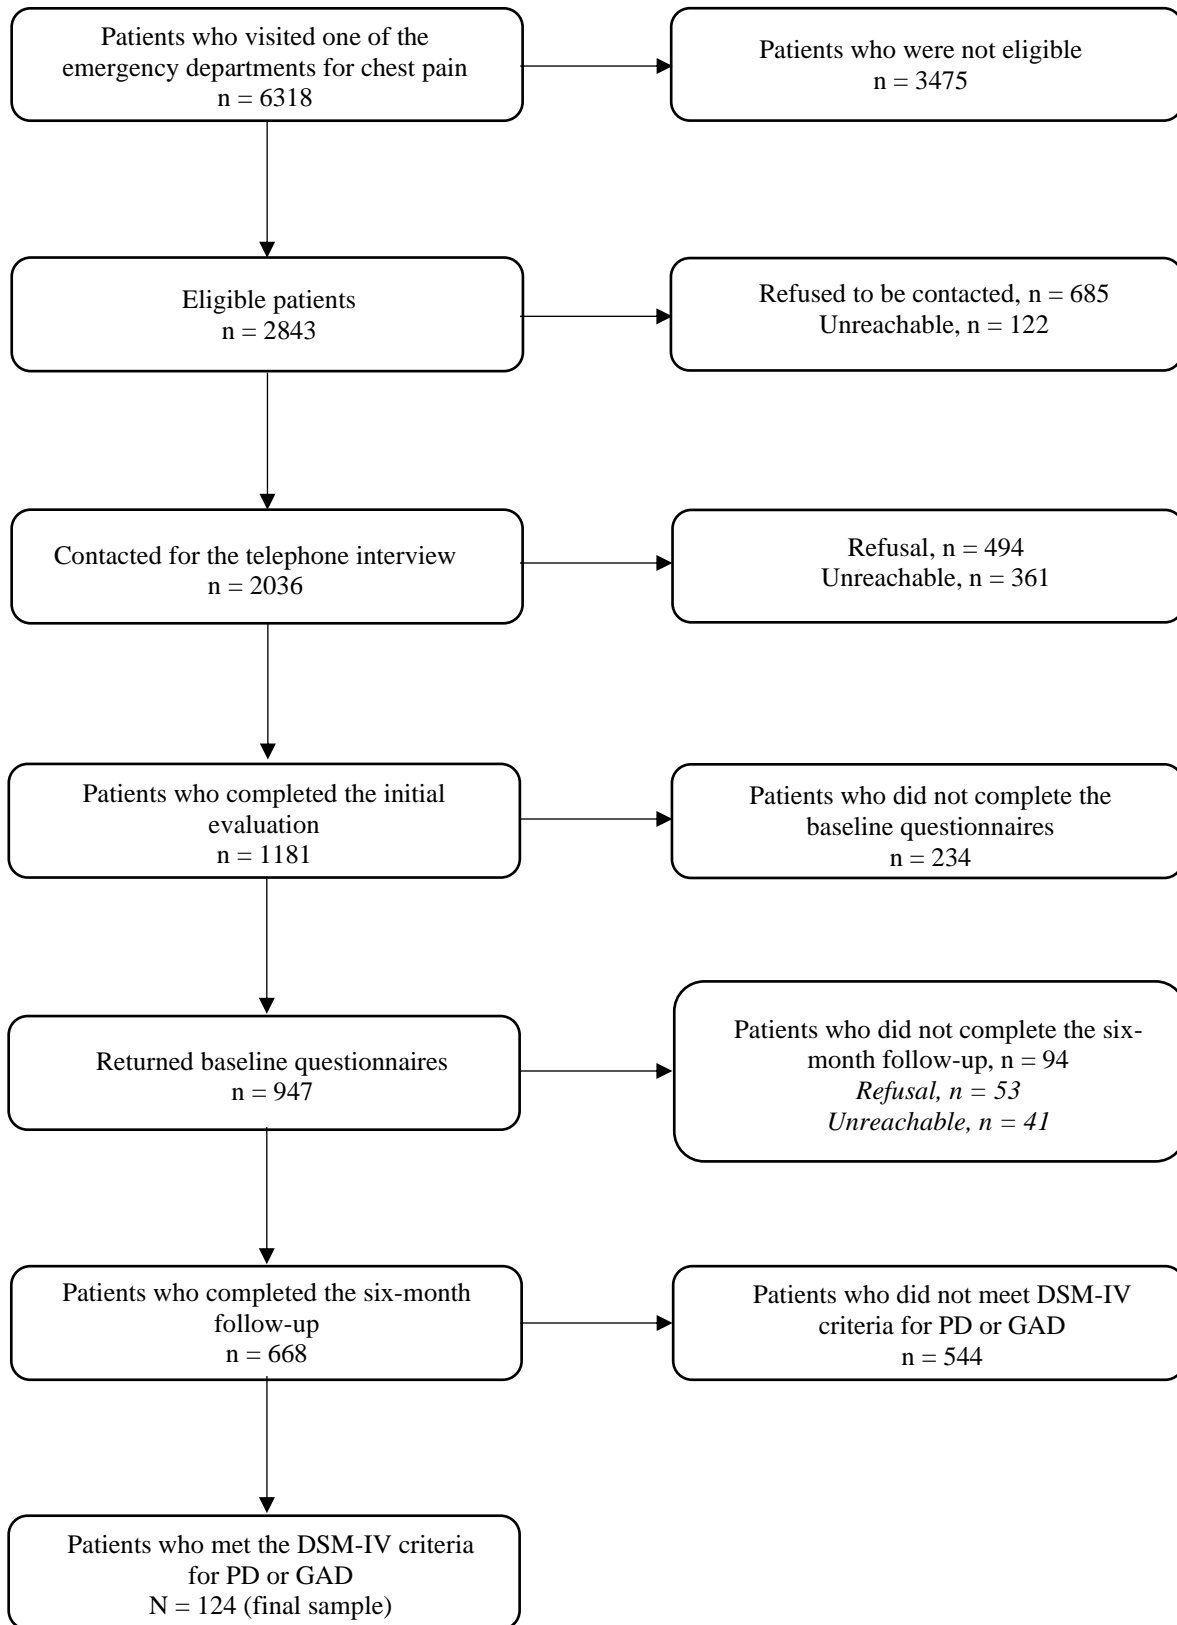 Patients who visited one of the
emergency departments for chest pain
n = 6318
Patients who were not eligible
n = 3475
Eligible patients
n = 2843
Refused to be contacted, n = 685
Unreachable, n = 122
Contacted for the telephone interview
n = 2036
Refusal, n = 494
Unreachable, n = 361
Patients who completed the initial
evaluation
n = 1181
Patients who did not complete the
baseline questionnaires
n = 234
Returned baseline questionnaires
n = 947
Patients who did not complete the six-
month follow-up, n = 94
Refusal, n = 53
Unreachable, n = 41
Patients who completed the six-month
follow-up
n = 668
Patients who did not meet DSM-IV
criteria for PD or GAD
n = 544
Patients who met the DSM-IV criteria
for PD or GAD
N = 124 (final sample)